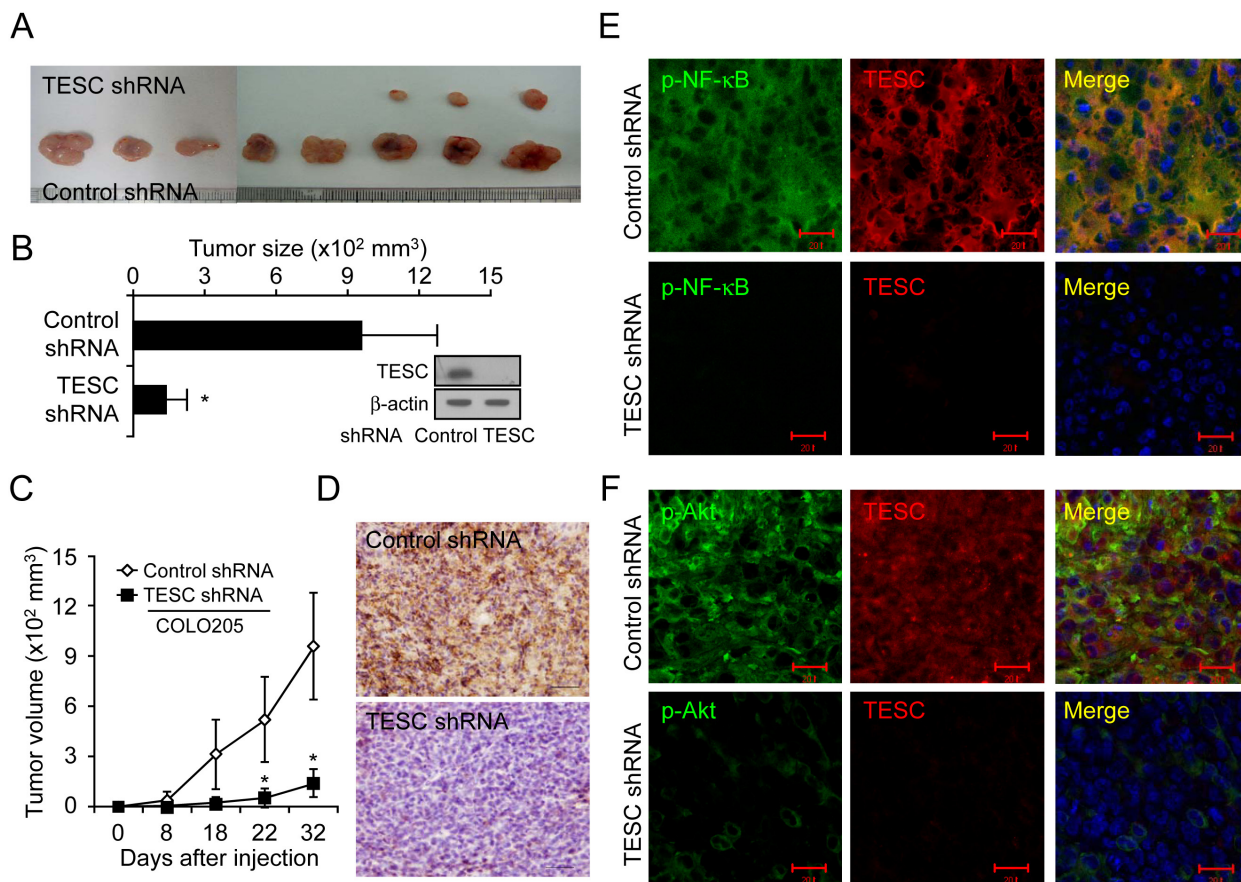 A
TESC shRNA
Control shRNA
B
Tumor size (x10² mm³)
0 3 6 9 12 15
Control
shRNA
TESC
shRNA
*
TESC
β-actin
shRNA Control TESC
C
Tumor volume (x10² mm³)
15
12
9
6
3
0
Control shRNA
TESC shRNA
COLO205
*
*
0 8 18 22 32
Days after injection
D
Control shRNA
TESC shRNA
E
Control shRNA
p-NF-κB TESC Merge
TESC shRNA
p-NF-κB TESC Merge
F
Control shRNA
p-Akt TESC Merge
TESC shRNA
p-Akt TESC Merge